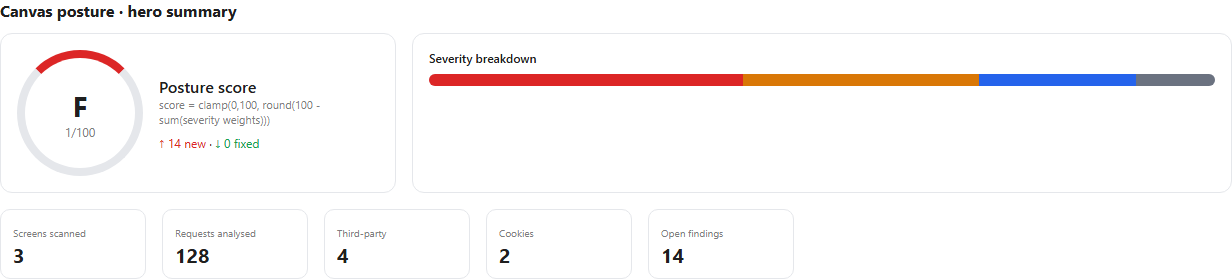 Canvas posture · hero summary
F
1/100
Posture score
score = clamp(0,100, round(100 -
sum(severity weights)))
↑ 14 new · ↓ 0 fixed
Severity breakdown
Screens scanned
3
Requests analysed
128
Third-party
4
Cookies
2
Open findings
14